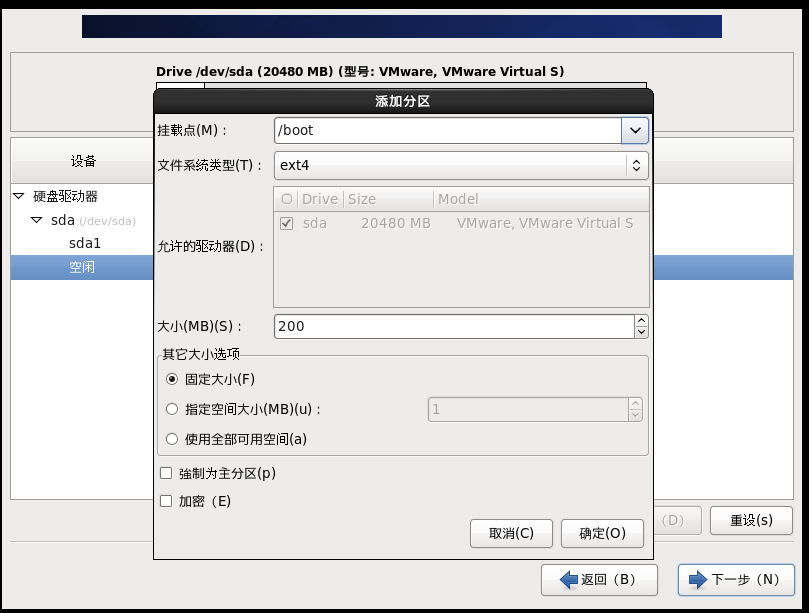 Drive /dev/sda (20480 MB) (型号: VMware, VMware Virtual S)
添加分区
挂载点(M)：
/boot
文件系统类型(T)：
ext4
Drive Size Model
sda 20480 MB VMware, VMware Virtual S
允许的驱动器(D)：
大小(MB)(S)：
200
其它大小选项
固定大小(F)
指定空间大小(MB)(u)：
1
使用全部可用空间(a)
強制为主分区(p)
加密（E)
取消(C)
确定(O)
设备
硬盘驱动器
sda (/dev/sda)
sda1
空闲
（D）
重设(s)
返回（B）
下一步（N）